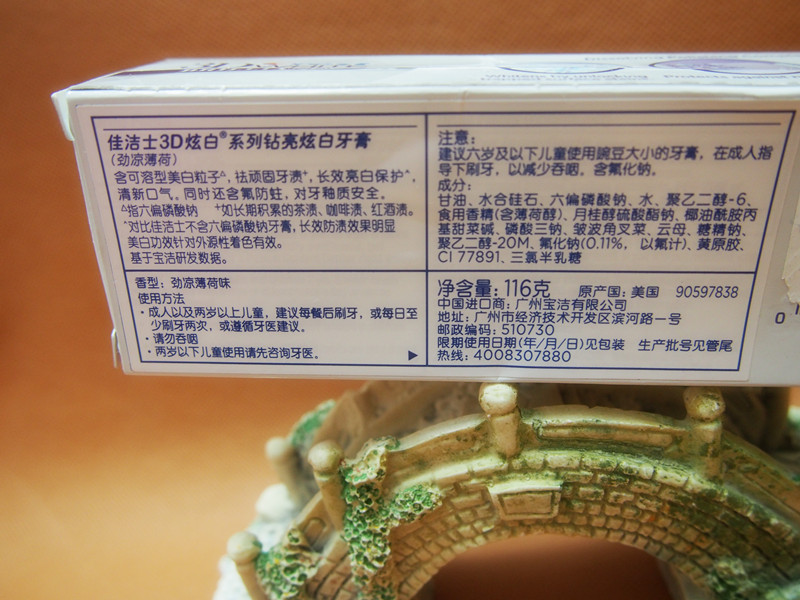 佳洁士3D炫白®系列钻亮炫白牙膏
(劲凉薄荷)
含可溶型美白粒子△, 祛顽固牙渍+, 长效亮白保护*,
清新口气。同时还含氟防蛀, 对牙釉质安全。
△指六偏磷酸钠 +如长期积累的茶渍、咖啡渍、红酒渍。
*对比佳洁士不含六偏磷酸钠牙膏, 长效防渍效果明显
美白功效针对外源性着色有效。
基于宝洁研发数据。
香型: 劲凉薄荷味
使用方法
·成人以及两岁以上儿童, 建议每餐后刷牙, 或每日至
少刷牙两次, 或遵循牙医建议。
·请勿吞咽
·两岁以下儿童使用请先咨询牙医。
注意:
建议六岁及以下儿童使用豌豆大小的牙膏, 在成人指
导下刷牙, 以减少吞咽。含氟化钠。
成分:
甘油、水合硅石、六偏磷酸钠、水、聚乙二醇-6、
食用香精(含薄荷醇)、月桂醇硫酸酯钠、椰油酰胺丙
基甜菜碱、磷酸三钠、皱波角叉菜、云母、糖精钠、
聚乙二醇-20M、氟化钠(0.11%, 以氟计)、黄原胶、
CI 77891、三氯半乳糖
净含量: 116克 原产国: 美国 90597838
中国进口商: 广州宝洁有限公司
地址: 广州市经济技术开发区滨河路一号
邮政编码: 510730
限期使用日期(年/月/日)见包装 生产批号见管尾
热线: 4008307880